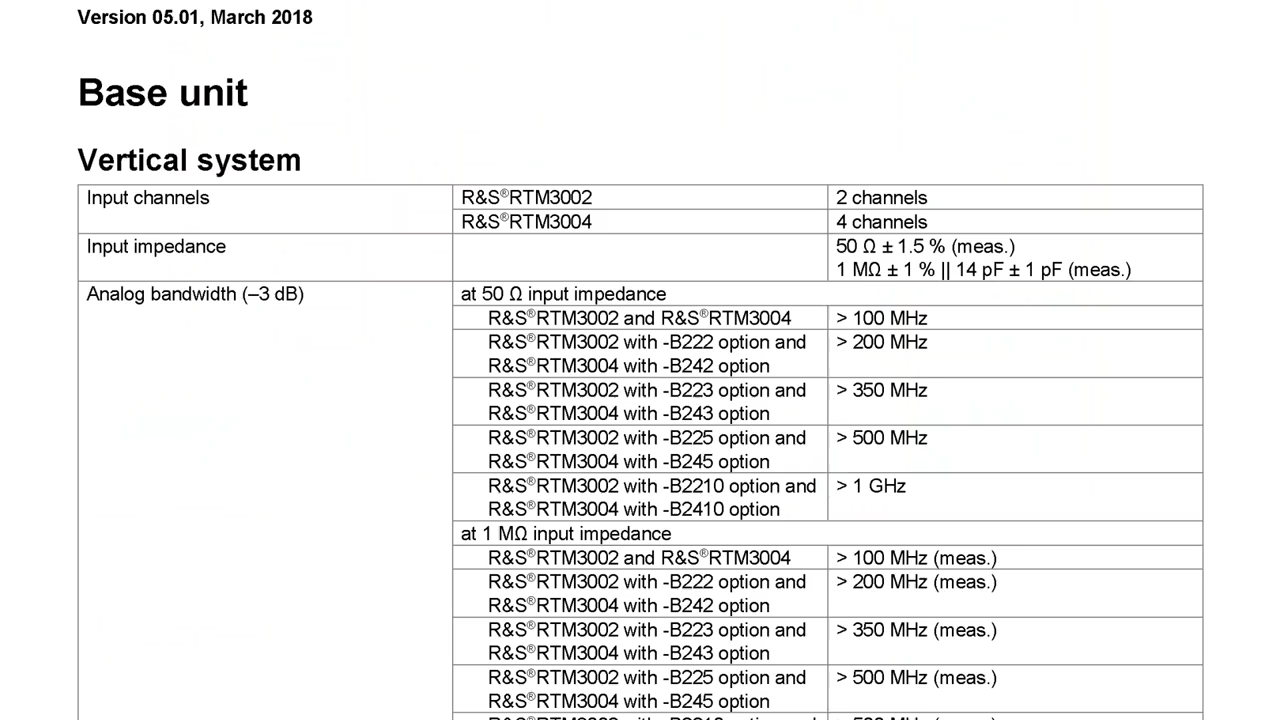 Version 05.01, March 2018
Base unit
Vertical system
Input channels R&S®RTM3002 2 channels
R&S®RTM3004 4 channels
Input impedance 50 Ω ± 1.5 % (meas.)
1 MΩ ± 1 % || 14 pF ± 1 pF (meas.)
Analog bandwidth (–3 dB) at 50 Ω input impedance
R&S®RTM3002 and R&S®RTM3004 > 100 MHz
R&S®RTM3002 with -B222 option and > 200 MHz
R&S®RTM3004 with -B242 option
R&S®RTM3002 with -B223 option and > 350 MHz
R&S®RTM3004 with -B243 option
R&S®RTM3002 with -B225 option and > 500 MHz
R&S®RTM3004 with -B245 option
R&S®RTM3002 with -B2210 option and > 1 GHz
R&S®RTM3004 with -B2410 option
at 1 MΩ input impedance
R&S®RTM3002 and R&S®RTM3004 > 100 MHz (meas.)
R&S®RTM3002 with -B222 option and > 200 MHz (meas.)
R&S®RTM3004 with -B242 option
R&S®RTM3002 with -B223 option and > 350 MHz (meas.)
R&S®RTM3004 with -B243 option
R&S®RTM3002 with -B225 option and > 500 MHz (meas.)
R&S®RTM3004 with -B245 option